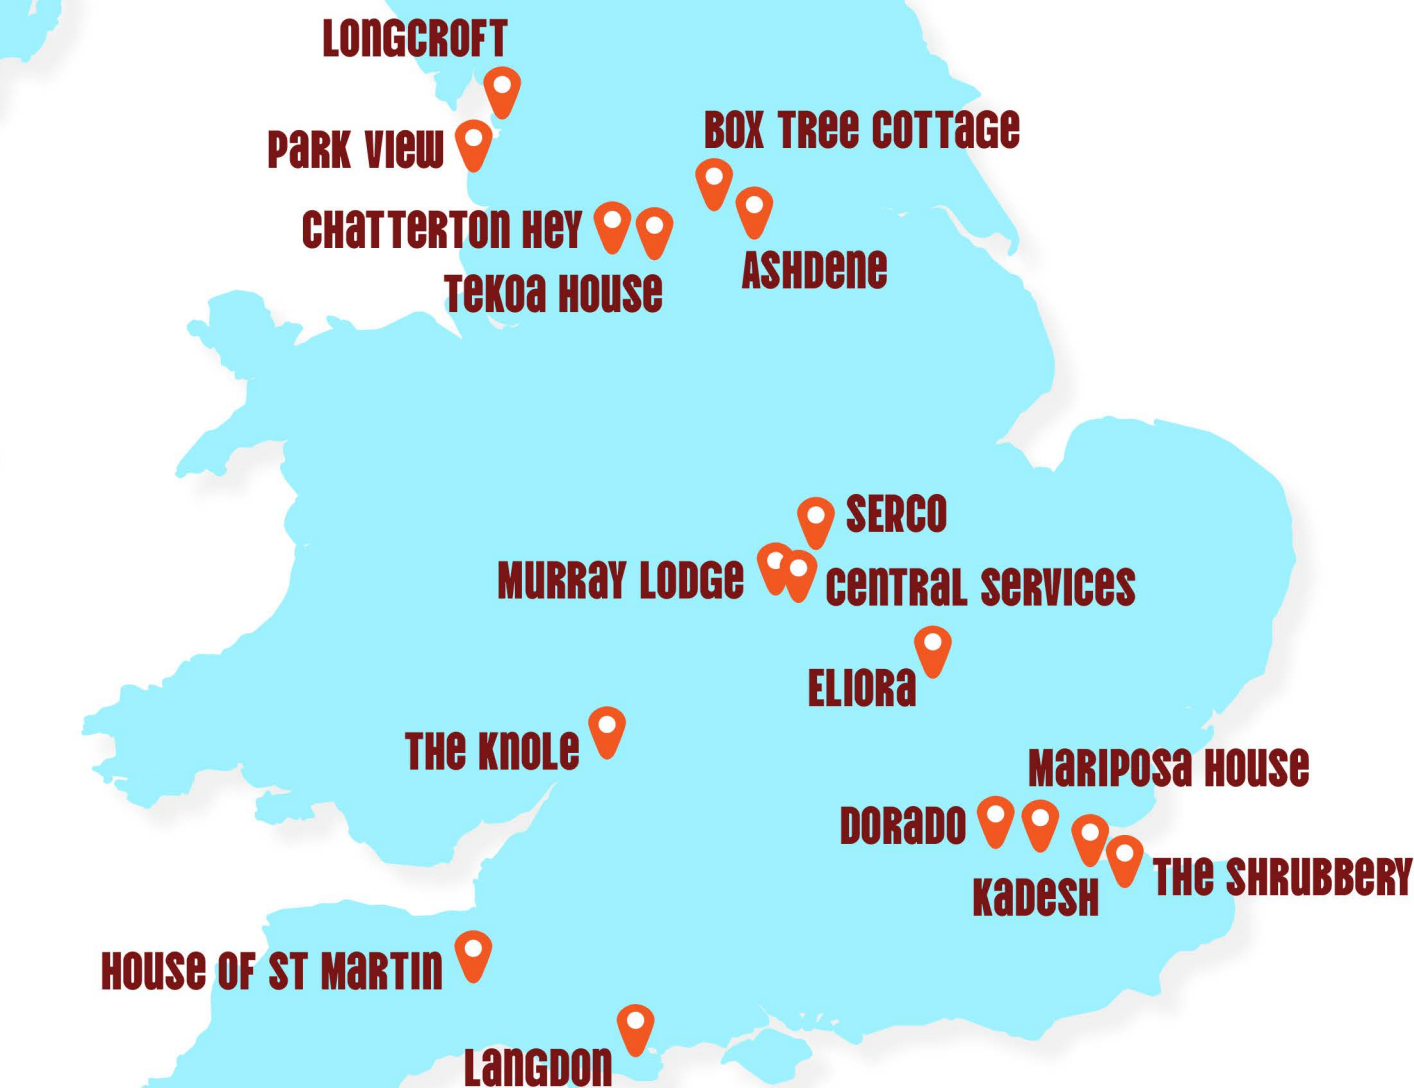 LONGCROFT
PARK VIEW
BOX TREE COTTAGE
CHATTERTON HEY
TEKOA HOUSE
ASHDENE
SERCO
MURRAY LODGE
CENTRAL SERVICES
ELIORA
THE KNOLE
MARIPOSA HOUSE
DORADO
KADESH
THE SHRUBBERY
HOUSE OF ST MARTIN
LANGDON